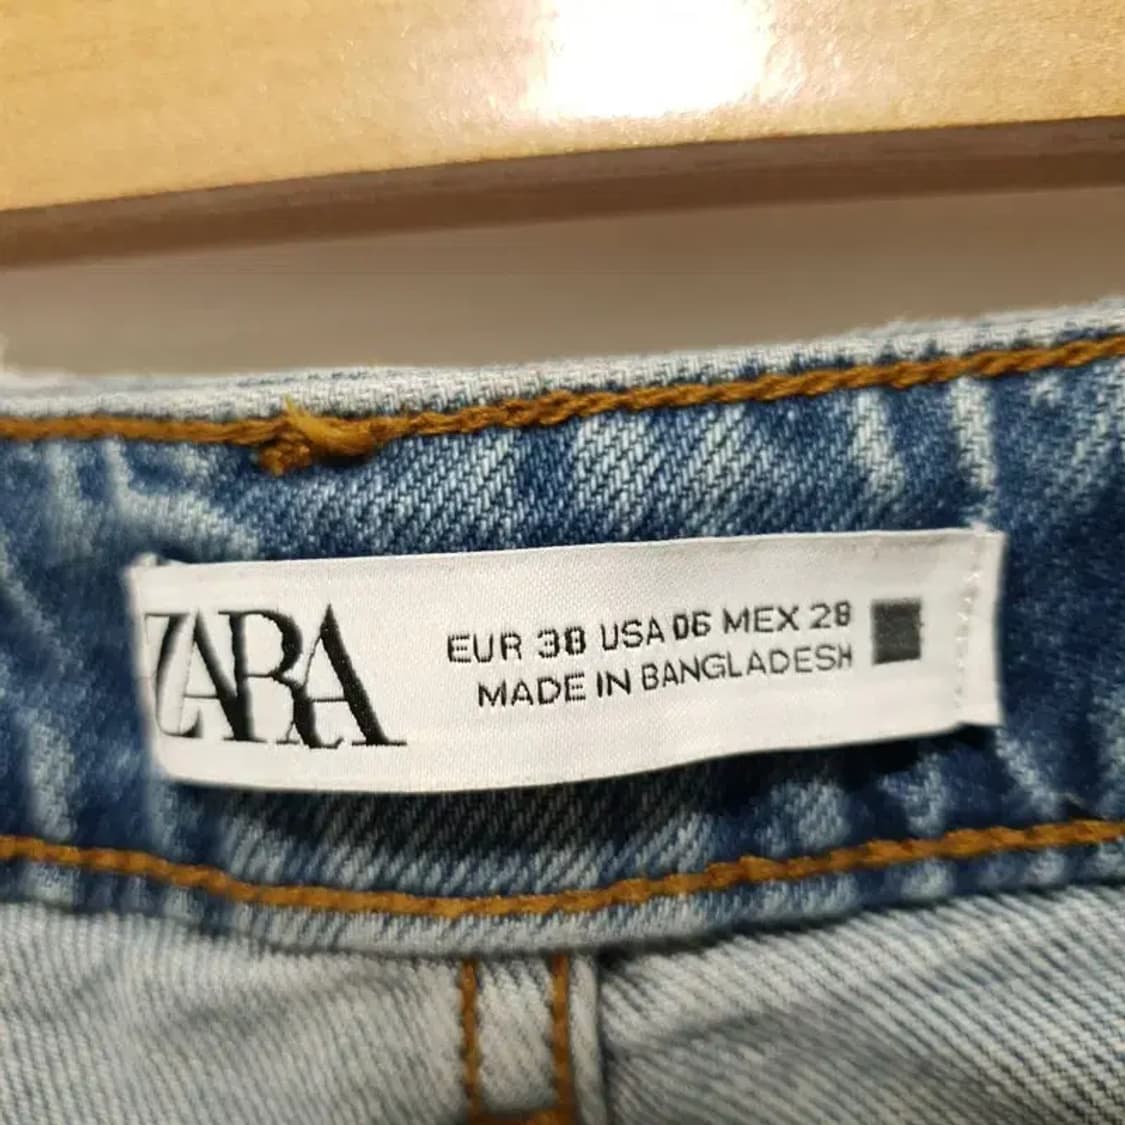 ZARA
EUR 38 USA 06 MEX 28
MADE IN BANGLADESH